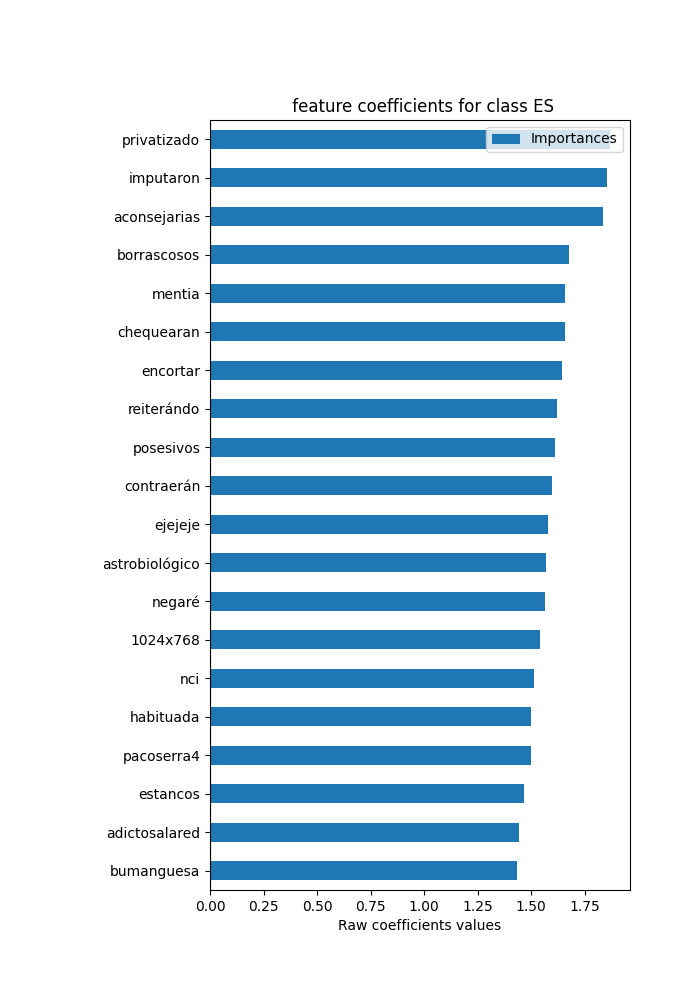 feature coefficients for class ES
Importances
privatizado
imputaron
aconsejarias
borrascosos
mentia
chequearan
encortar
reiterándo
posesivos
contraerán
ejejeje
astrobiológico
negaré
1024x768
nci
habituada
pacoserra4
estancos
adictosalared
bumanguesa
0.00 0.25 0.50 0.75 1.00 1.25 1.50 1.75
Raw coefficients values